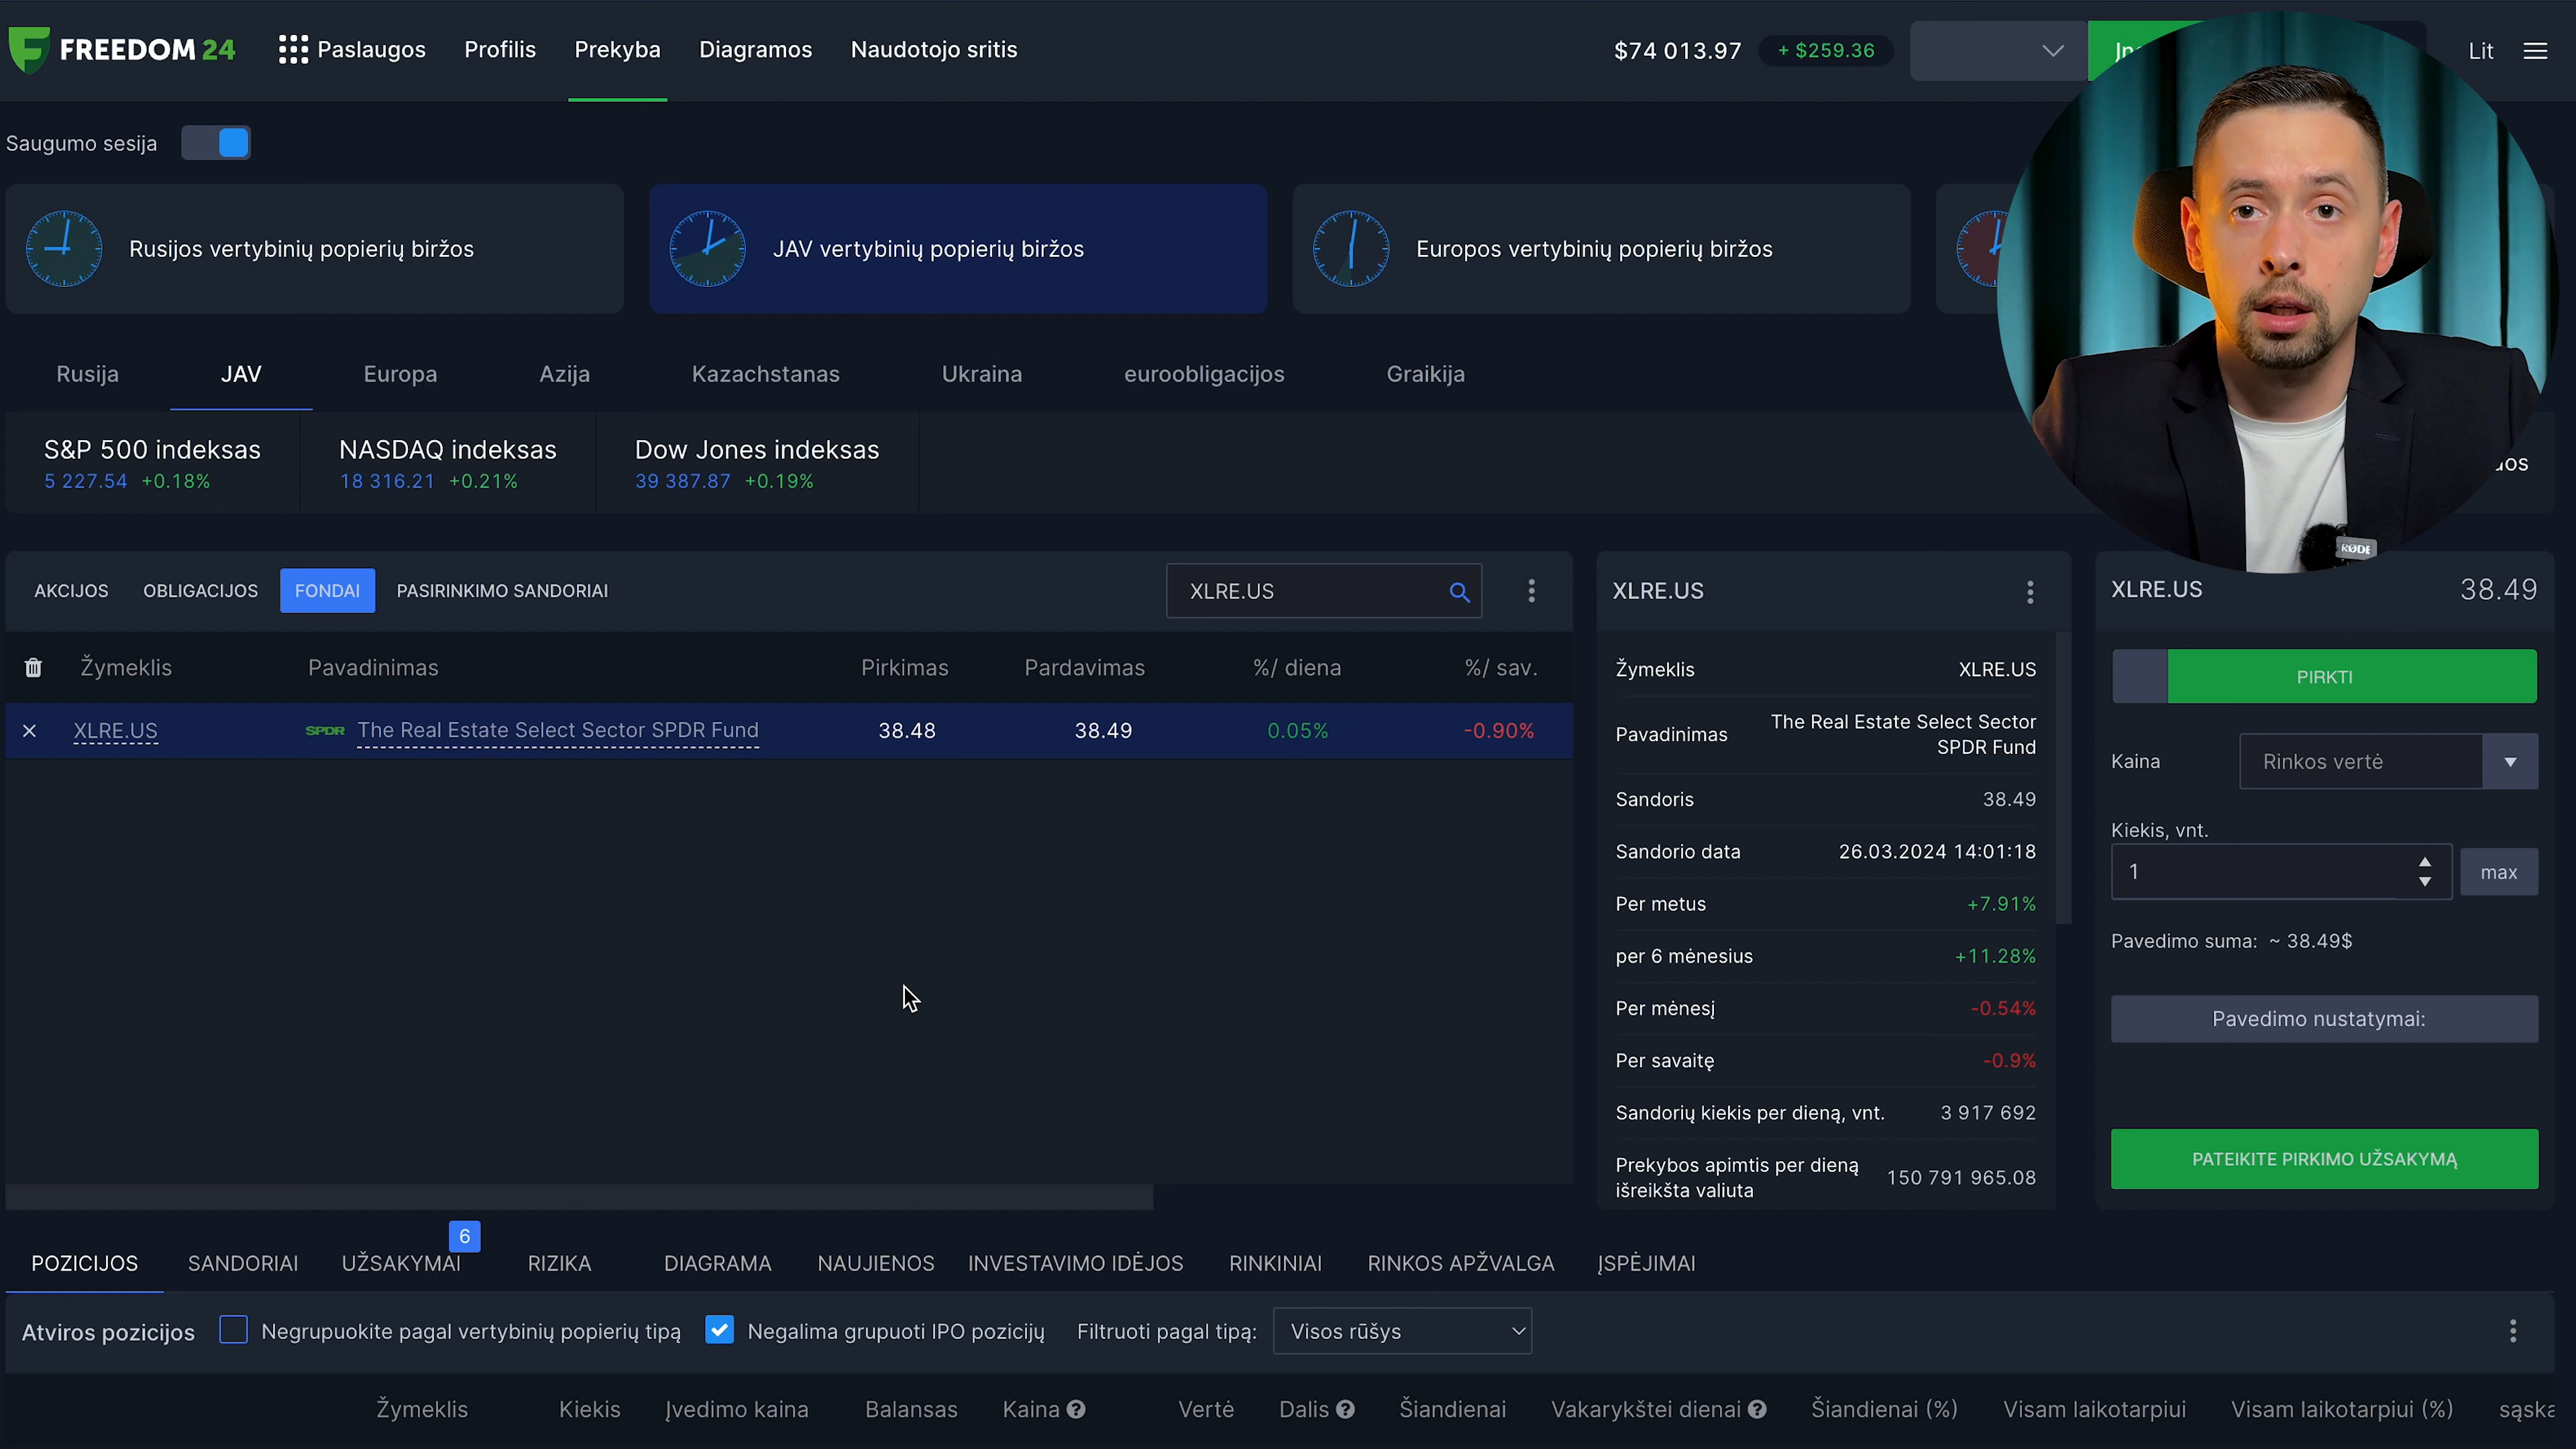 FREEDOM 24
Paslaugos
Profilis
Prekyba
Diagramos
Naudotojo sritis
$74 013.97
+ $259.36
Lit
Saugumo sesija
Rusijos vertybinių popierių biržos
JAV vertybinių popierių biržos
Europos vertybinių popierių biržos
Rusija
JAV
Europa
Azija
Kazachstanas
Ukraina
euroobligacijos
Graikija
S&P 500 indeksas
5 227.54 +0.18%
NASDAQ indeksas
18 316.21 +0.21%
Dow Jones indeksas
39 387.87 +0.19%
RØDE
AKCIJOS
OBLIGACIJOS
FONDAI
PASIRINKIMO SANDORIAI
XLRE.US
Žymeklis
Pavadinimas
Pirkimas
Pardavimas
%/ diena
%/ sav.
XLRE.US
SPDR The Real Estate Select Sector SPDR Fund
38.48
38.49
0.05%
-0.90%
XLRE.US
Žymeklis XLRE.US
Pavadinimas The Real Estate Select Sector
SPDR Fund
Sandoris 38.49
Sandorio data 26.03.2024 14:01:18
Per metus +7.91%
per 6 mėnesius +11.28%
Per mėnesį -0.54%
Per savaitę -0.9%
Sandorių kiekis per dieną, vnt. 3 917 692
Prekybos apimtis per dieną
išreikšta valiuta 150 791 965.08
XLRE.US 38.49
PIRKTI
Kaina Rinkos vertė
Kiekis, vnt.
1 max
Pavedimo suma: ~ 38.49$
Pavedimo nustatymai:
PATEIKITE PIRKIMO UŽSAKYMĄ
POZICIJOS
SANDORIAI
UŽSAKYMAI
6
RIZIKA
DIAGRAMA
NAUJIENOS
INVESTAVIMO IDĖJOS
RINKINIAI
RINKOS APŽVALGA
ĮSPĖJIMAI
Atviros pozicijos
Negrupuokite pagal vertybinių popierių tipą
Negalima grupuoti IPO pozicijų
Filtruoti pagal tipą:
Visos rūšys
Žymeklis
Kiekis
Įvedimo kaina
Balansas
Kaina ?
Vertė
Dalis ?
Šiandienai
Vakarykštei dienai ?
Šiandienai (%)
Visam laikotarpiui
Visam laikotarpiui (%)